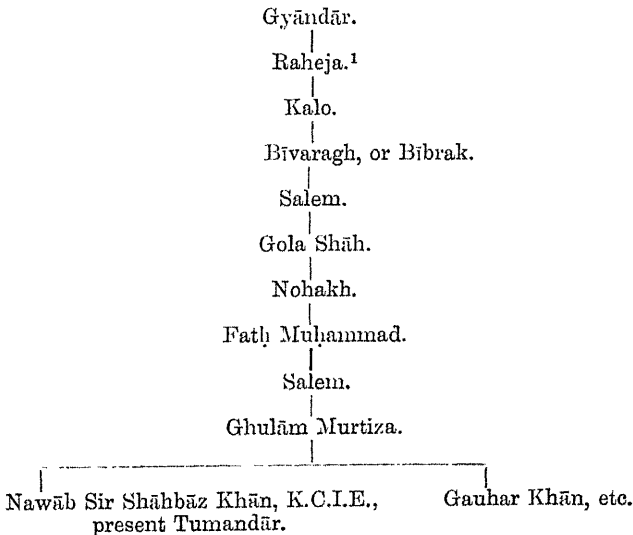 Gyāndār.
Raheja.¹
Kalo.
Bīvaragh, or Bībrak.
Salem.
Gola Shāh.
Nohakh.
Fatḥ Muḥammad.
Salem.
Ghulām Murtiza.
Nawāb Sir Shāhbāz Khān, K.C.I.E., Gauhar Khān, etc.
present Tumandār.